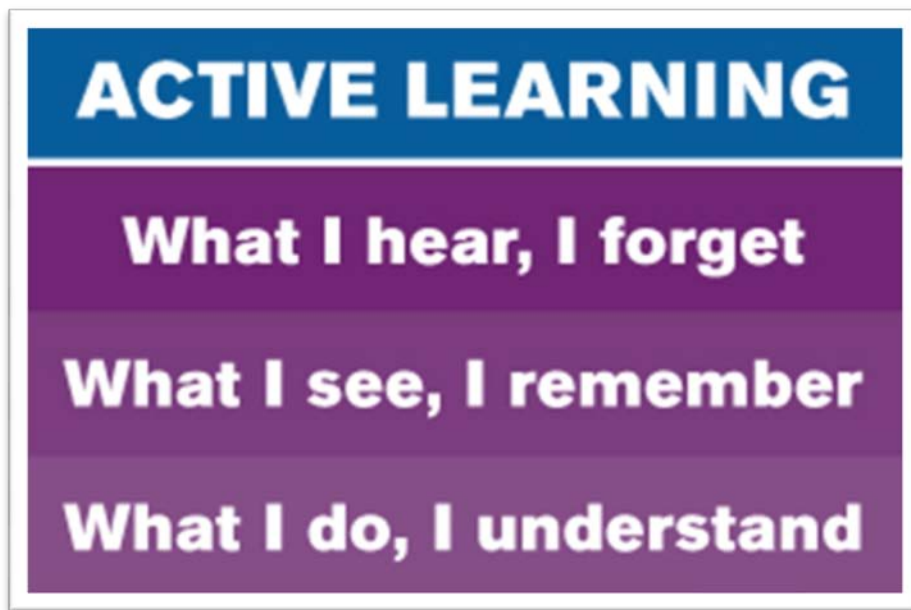 ACTIVE LEARNING
What I hear, I forget
What I see, I remember
What I do, I understand